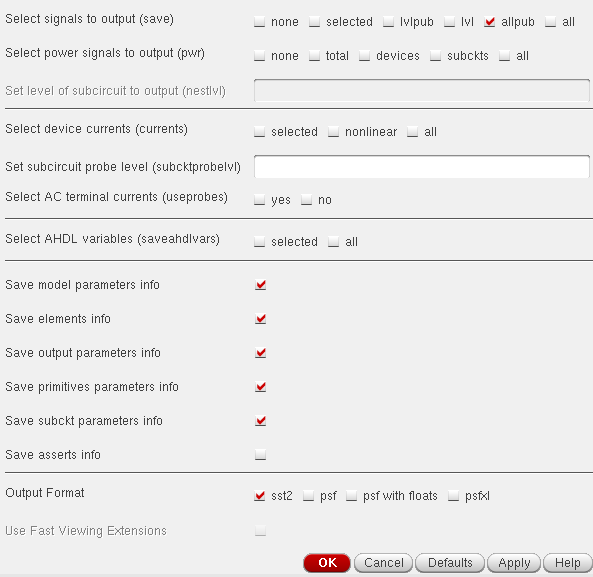 Select signals to output (save) none selected lvlpub lvl allpub all
Select power signals to output (pwr) none total devices subckts all
Set level of subcircuit to output (nestlvl)
Select device currents (currents) selected nonlinear all
Set subcircuit probe level (subcktprobelvl)
Select AC terminal currents (useprobes) yes no
Select AHDL variables (saveahdlvars) selected all
Save model parameters info
Save elements info
Save output parameters info
Save primitives parameters info
Save subckt parameters info
Save asserts info
Output Format sst2 psf psf with floats psfxl
Use Fast Viewing Extensions
OK Cancel Defaults Apply Help